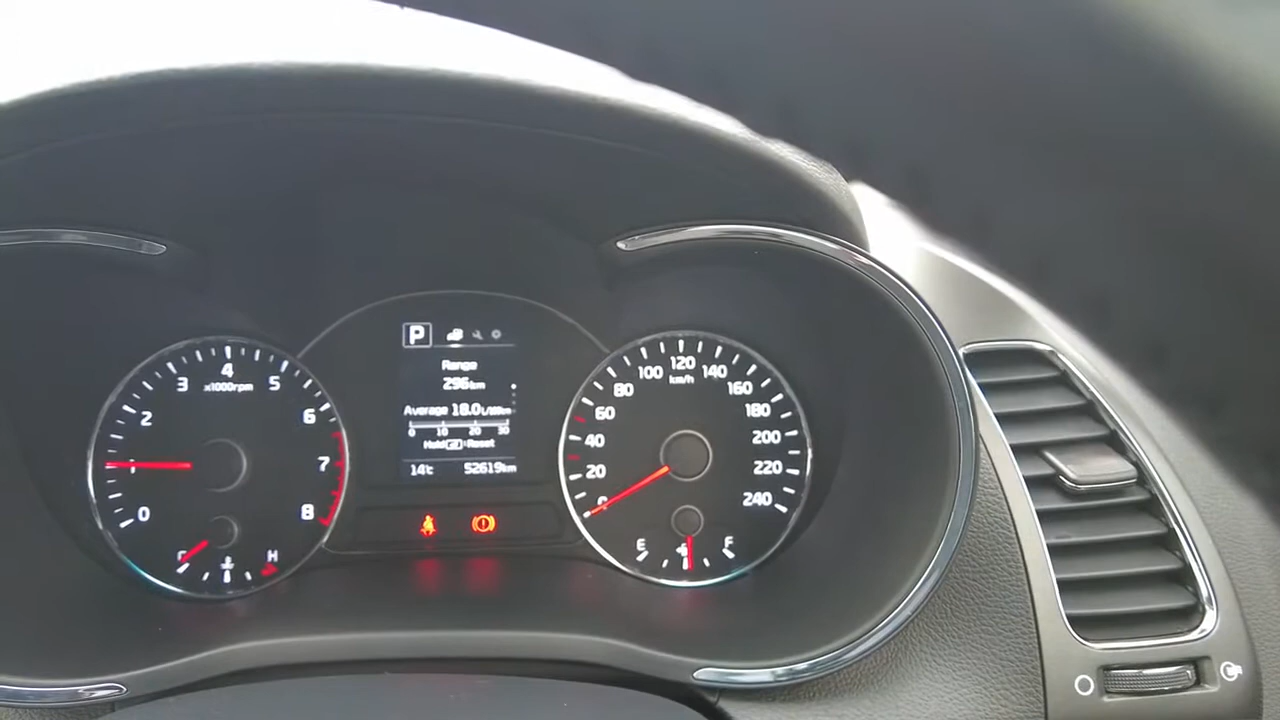 P
Range
296km
Average 18.0L/100km
0 10 20 30
Hold : Reset
14°C 52619km
0 1 2 3 4 5 6 7 8
x1000rpm
C H
0 20 40 60 80 100 120 140 160 180 200 220 240
km/h
E F